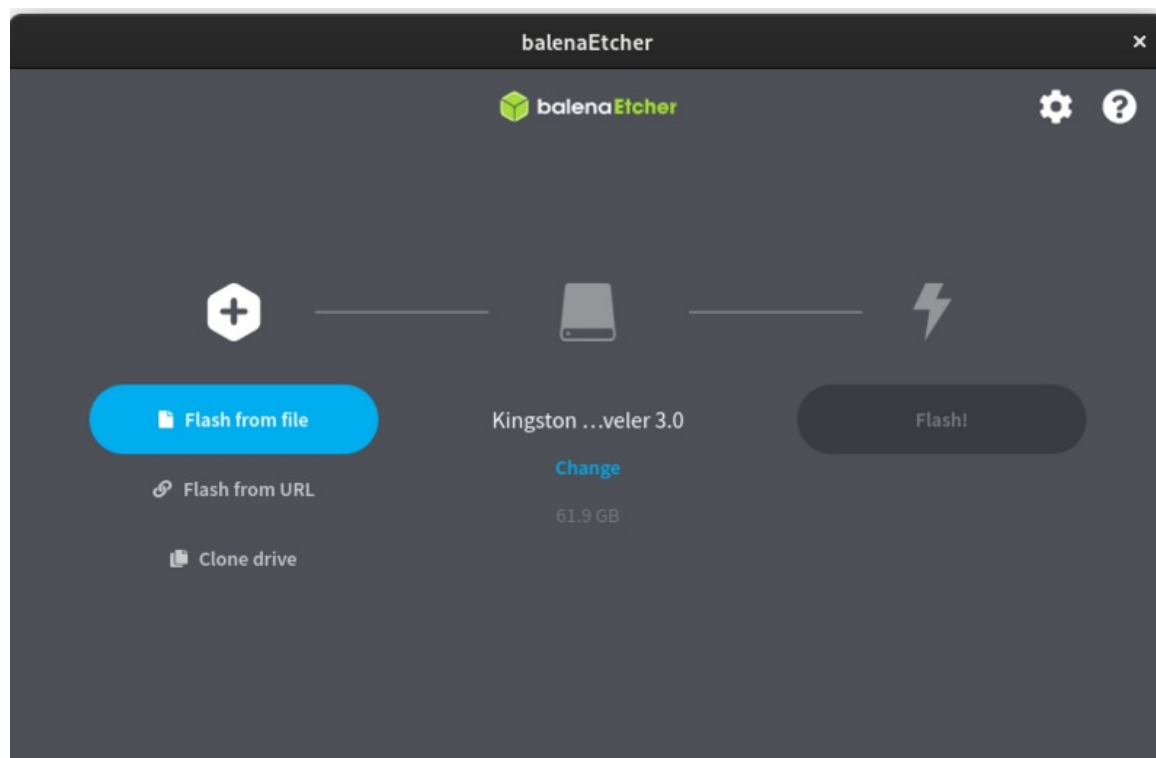 balenaEtcher
balenaEtcher
Flash from file
Kingston …veler 3.0
Flash!
Change
Flash from URL
61.9 GB
Clone drive